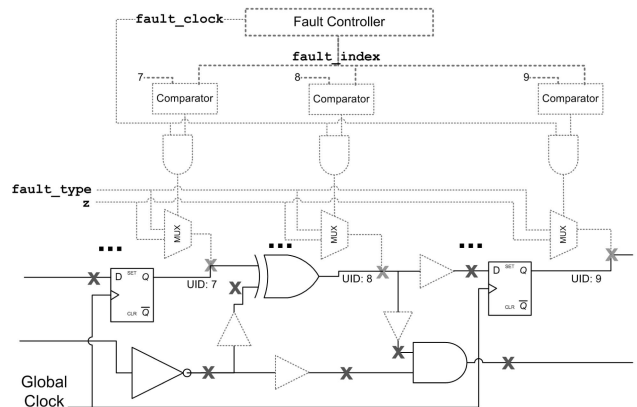 fault_clock
Fault Controller
fault_index
7
8
9
Comparator
Comparator
Comparator
fault_type
z
MUX
MUX
MUX
...
...
...
X
X
X
X
D SET Q
CLR Q
UID: 7
X
UID: 8
X
D SET Q
CLR Q
UID: 9
X
X
X
X
Global
Clock